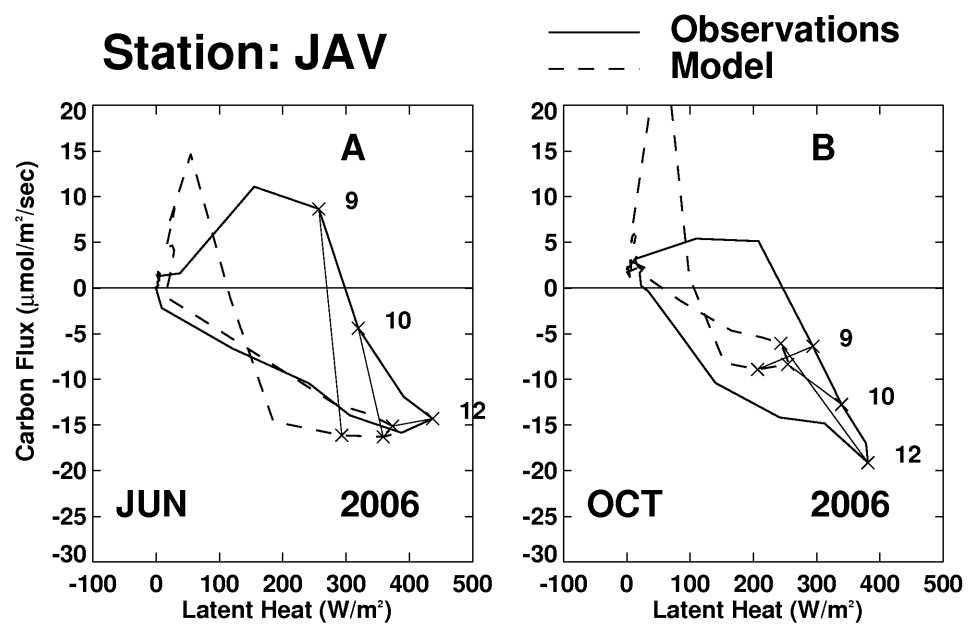 Station: JAV
Observations
Model
Carbon Flux (μmol/m²/sec)
20
15
10
5
0
-5
-10
-15
-20
-25
-30
A
9
10
12
JUN
2006
-100 0 100 200 300 400 500
Latent Heat (W/m²)
20
15
10
5
0
-5
-10
-15
-20
-25
-30
B
9
10
12
OCT
2006
-100 0 100 200 300 400 500
Latent Heat (W/m²)